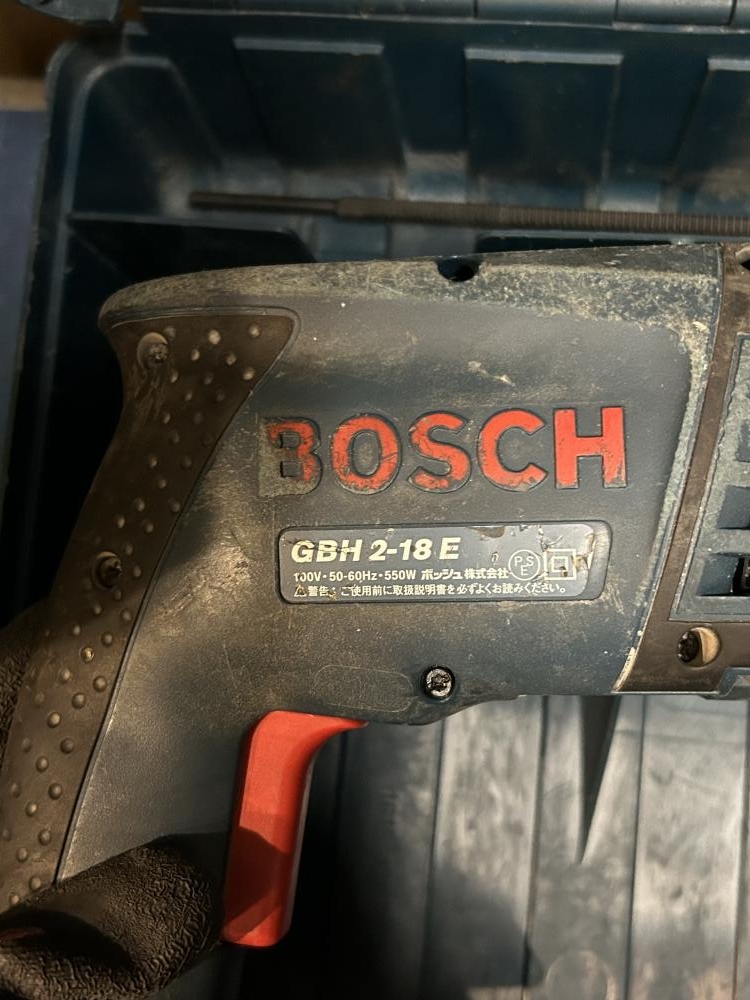 BOSCH
GBH 2-18 E
100V・50-60Hz・550W ボッシュ株式会社
PSE
⚠警告：ご使用前に取扱説明書を必ずよくお読みください。